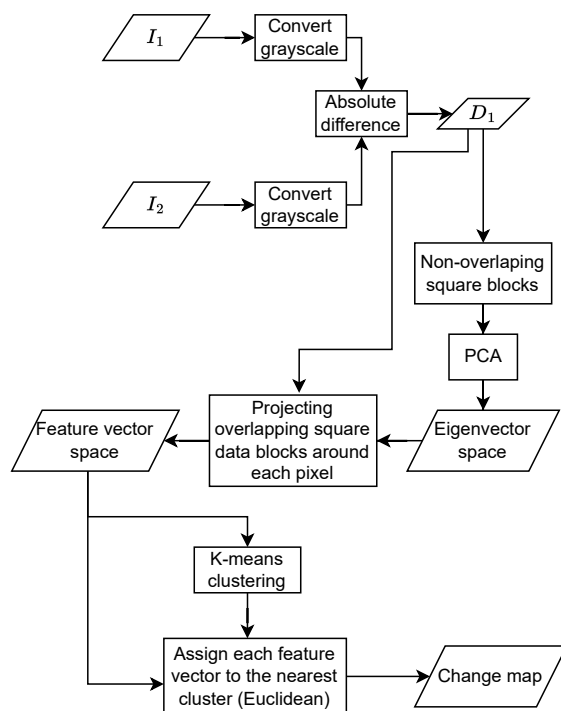 I₁
Convert
grayscale
Absolute
difference
D₁
I₂
Convert
grayscale
Non-overlaping
square blocks
PCA
Eigenvector
space
Projecting
overlapping square
data blocks around
each pixel
Feature vector
space
K-means
clustering
Assign each feature
vector to the nearest
cluster (Euclidean)
Change map